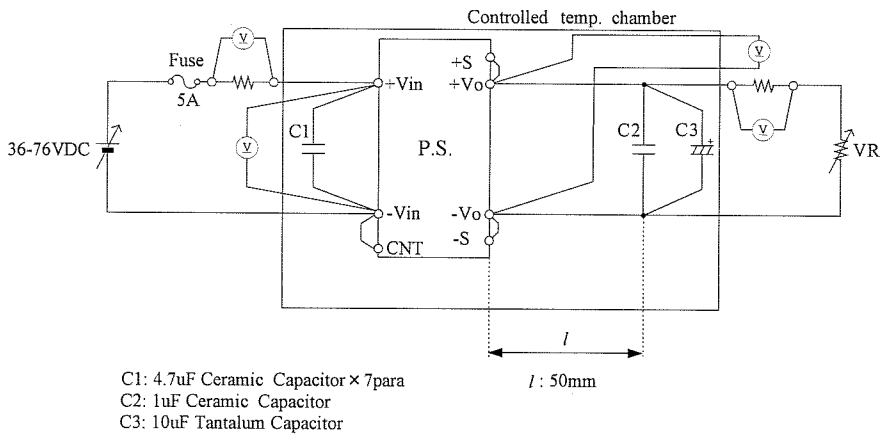 Controlled temp. chamber
Fuse
5A
V
V
V
V
36-76VDC
+Vin
-Vin
CNT
C1
P.S.
+S
+Vo
-Vo
-S
C2
C3
+
VR
l
l : 50mm
C1: 4.7uF Ceramic Capacitor × 7para
C2: 1uF Ceramic Capacitor
C3: 10uF Tantalum Capacitor